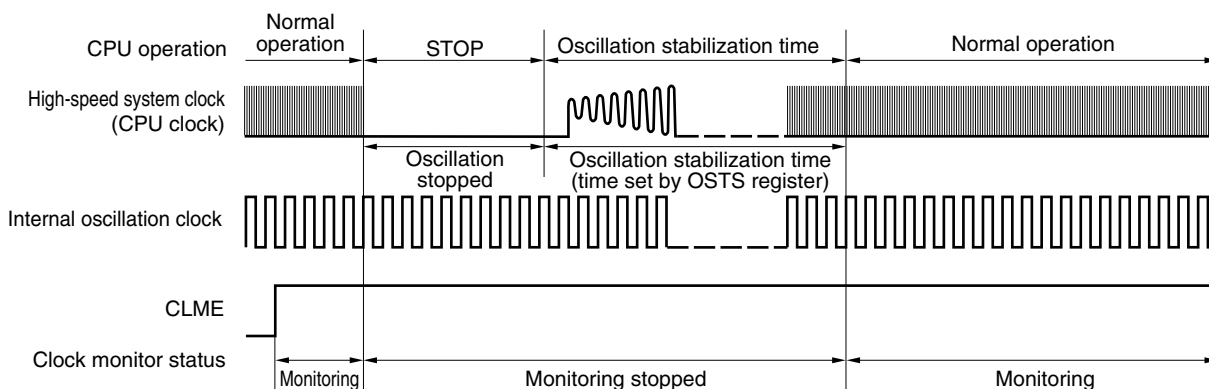 Normal
operation
CPU operation
STOP
Oscillation stabilization time
Normal operation
High-speed system clock
(CPU clock)
Oscillation
stopped
Oscillation stabilization time
(time set by OSTS register)
Internal oscillation clock
CLME
Clock monitor status
Monitoring
Monitoring stopped
Monitoring